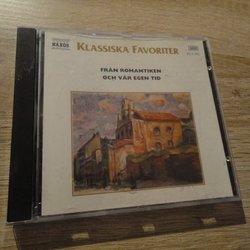 NAXOS
KLASSISKA FAVORITER
FRÅN ROMANTIKEN
OCH VÅR EGEN TID